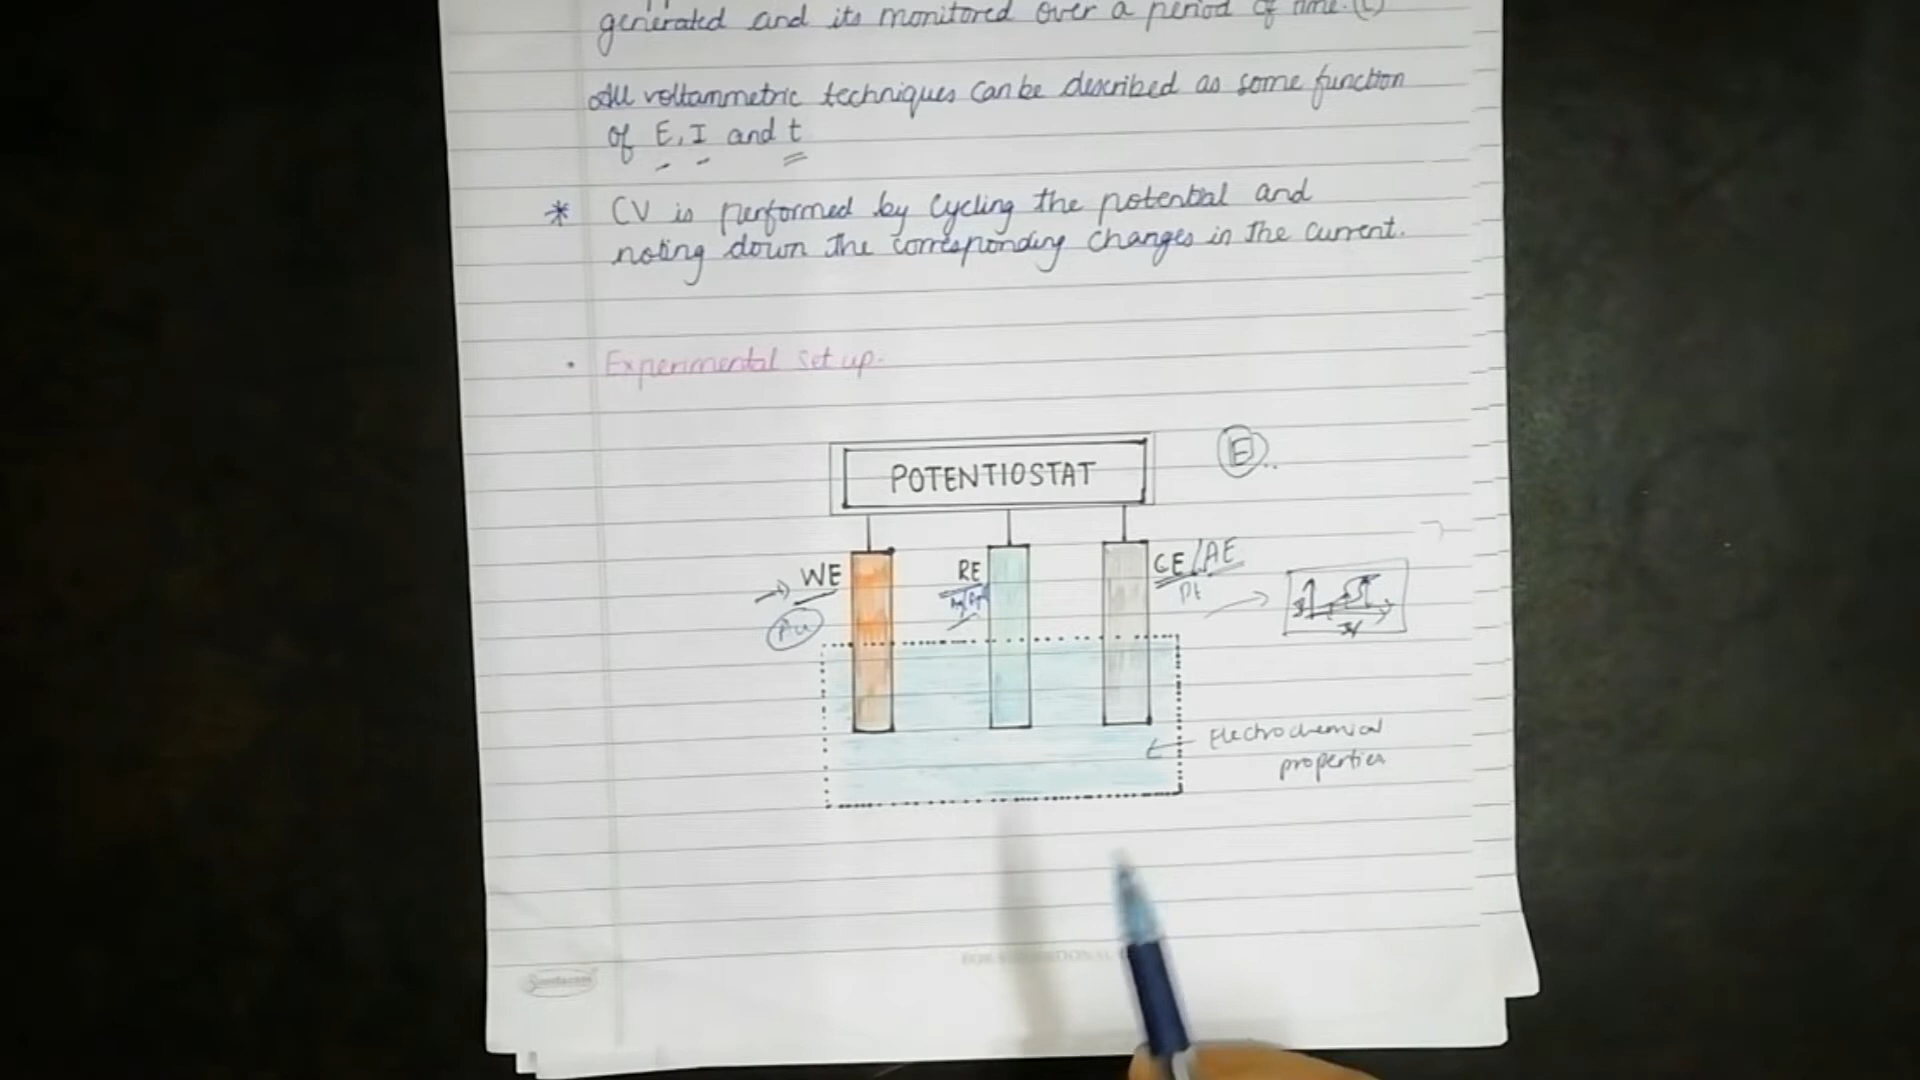 generated and its monitored over a period of time. (t)
All voltammetric techniques can be described as some function
of E, I and t
* CV is performed by cycling the potential and
noting down the corresponding changes in the current.
• Experimental set up.
POTENTIOSTAT
E
WE
RE
CE/AE
Pt
Electrochemical
properties
Sundaram